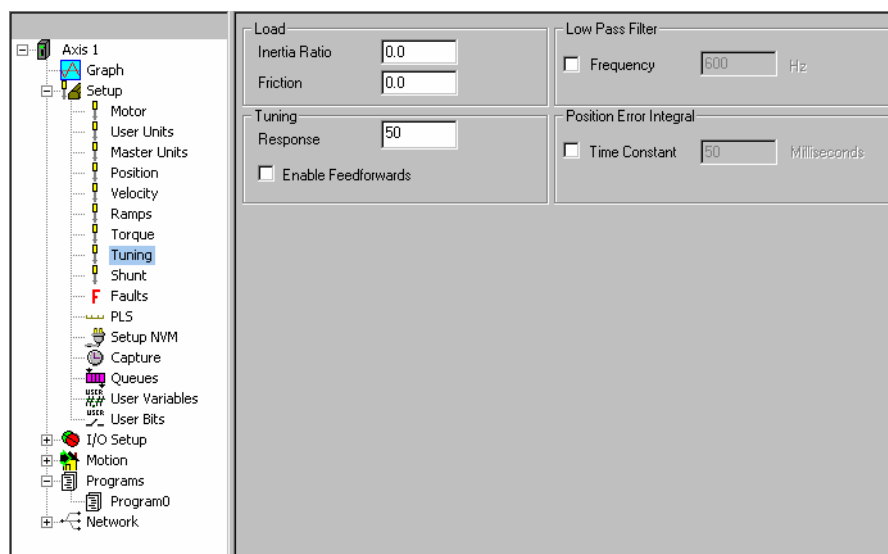 Axis 1
Graph
Setup
Motor
User Units
Master Units
Position
Velocity
Ramps
Torque
Tuning
Shunt
F Faults
PLS
Setup NVM
Capture
Queues
USER
#.## User Variables
USER
User Bits
I/O Setup
Motion
Programs
Program0
Network
Load
Inertia Ratio 0.0
Friction 0.0
Tuning
Response 50
Enable Feedforwards
Low Pass Filter
Frequency 600 Hz
Position Error Integral
Time Constant 50 Milliseconds